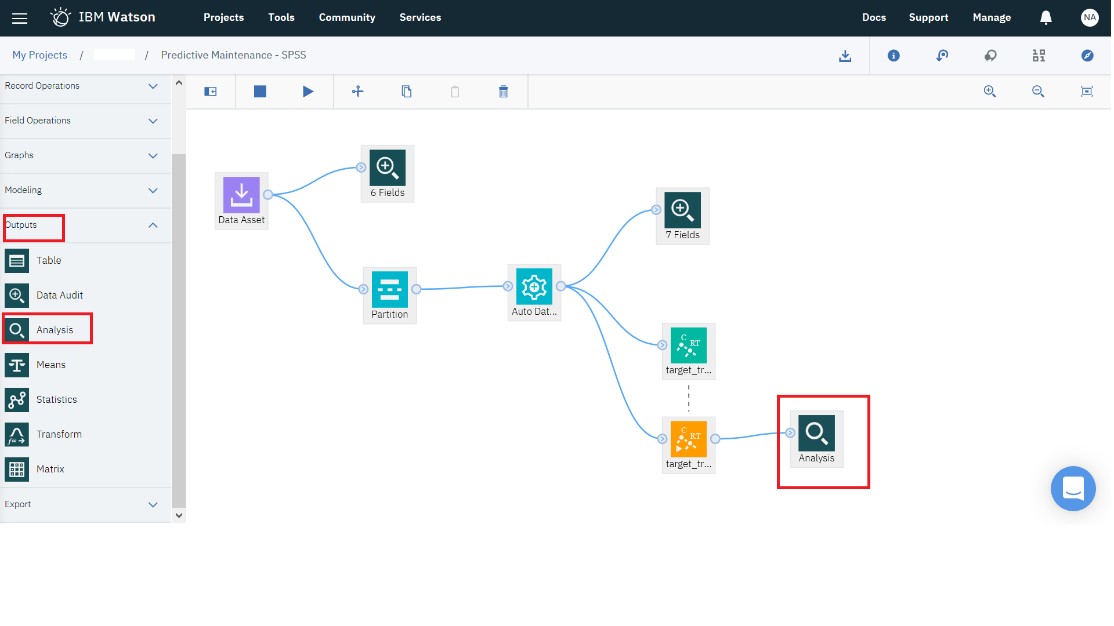 IBM Watson
Projects
Tools
Community
Services
Docs
Support
Manage
NA
My Projects / / Predictive Maintenance - SPSS
Record Operations
Field Operations
Graphs
Modeling
Outputs
Table
Data Audit
Analysis
Means
Statistics
Transform
Matrix
Export
Data Asset
6 Fields
Partition
Auto Dat...
7 Fields
C RT
target_tr...
C RT
target_tr...
Analysis